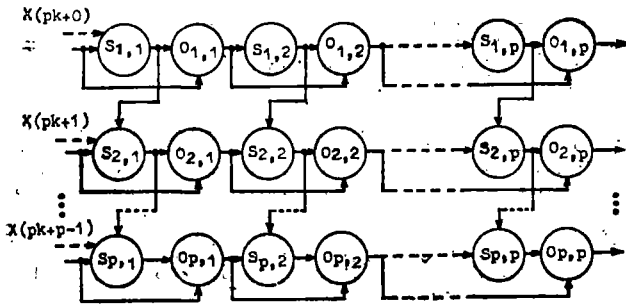 X(pk+0)
S1,1 O1,1 S1,2 O1,2 S1,p O1,p
X(pk+1)
S2,1 O2,1 S2,2 O2,2 S2,p O2,p
X(pk+p-1)
Sp,1 Op,1 Sp,2 Op,2 Sp,p Op,p